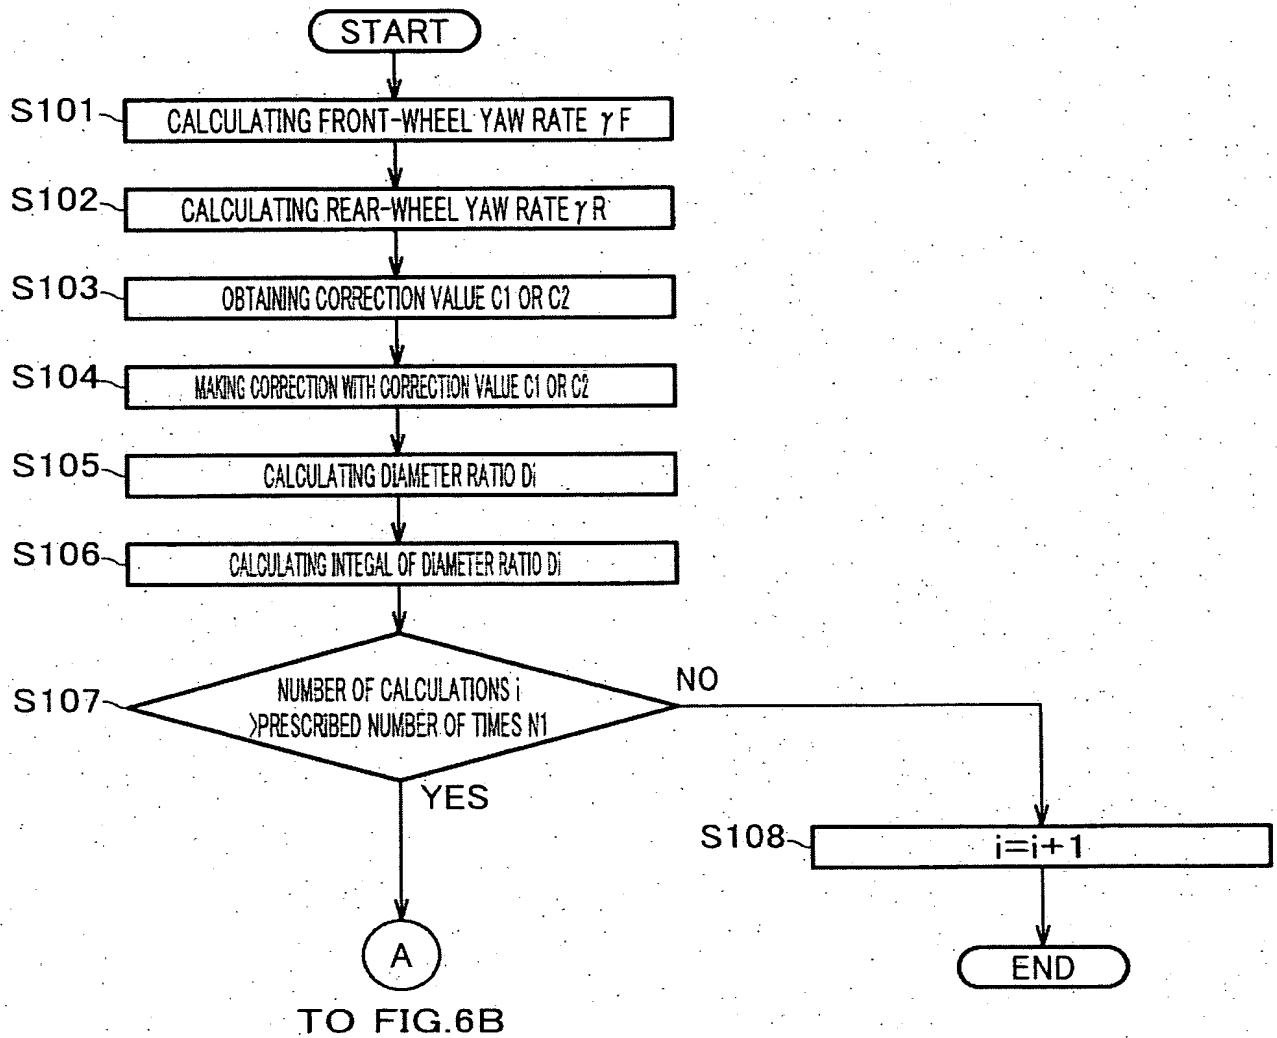 START
S101
CALCULATING FRONT-WHEEL YAW RATE γ F
S102
CALCULATING REAR-WHEEL YAW RATE γ R
S103
OBTAINING CORRECTION VALUE C1 OR C2
S104
MAKING CORRECTION WITH CORRECTION VALUE C1 OR C2
S105
CALCULATING DIAMETER RATIO Di
S106
CALCULATING INTEGAL OF DIAMETER RATIO Di
S107
NUMBER OF CALCULATIONS i
>PRESCRIBED NUMBER OF TIMES N1
NO
YES
S108
i=i+1
A
END
TO FIG.6B